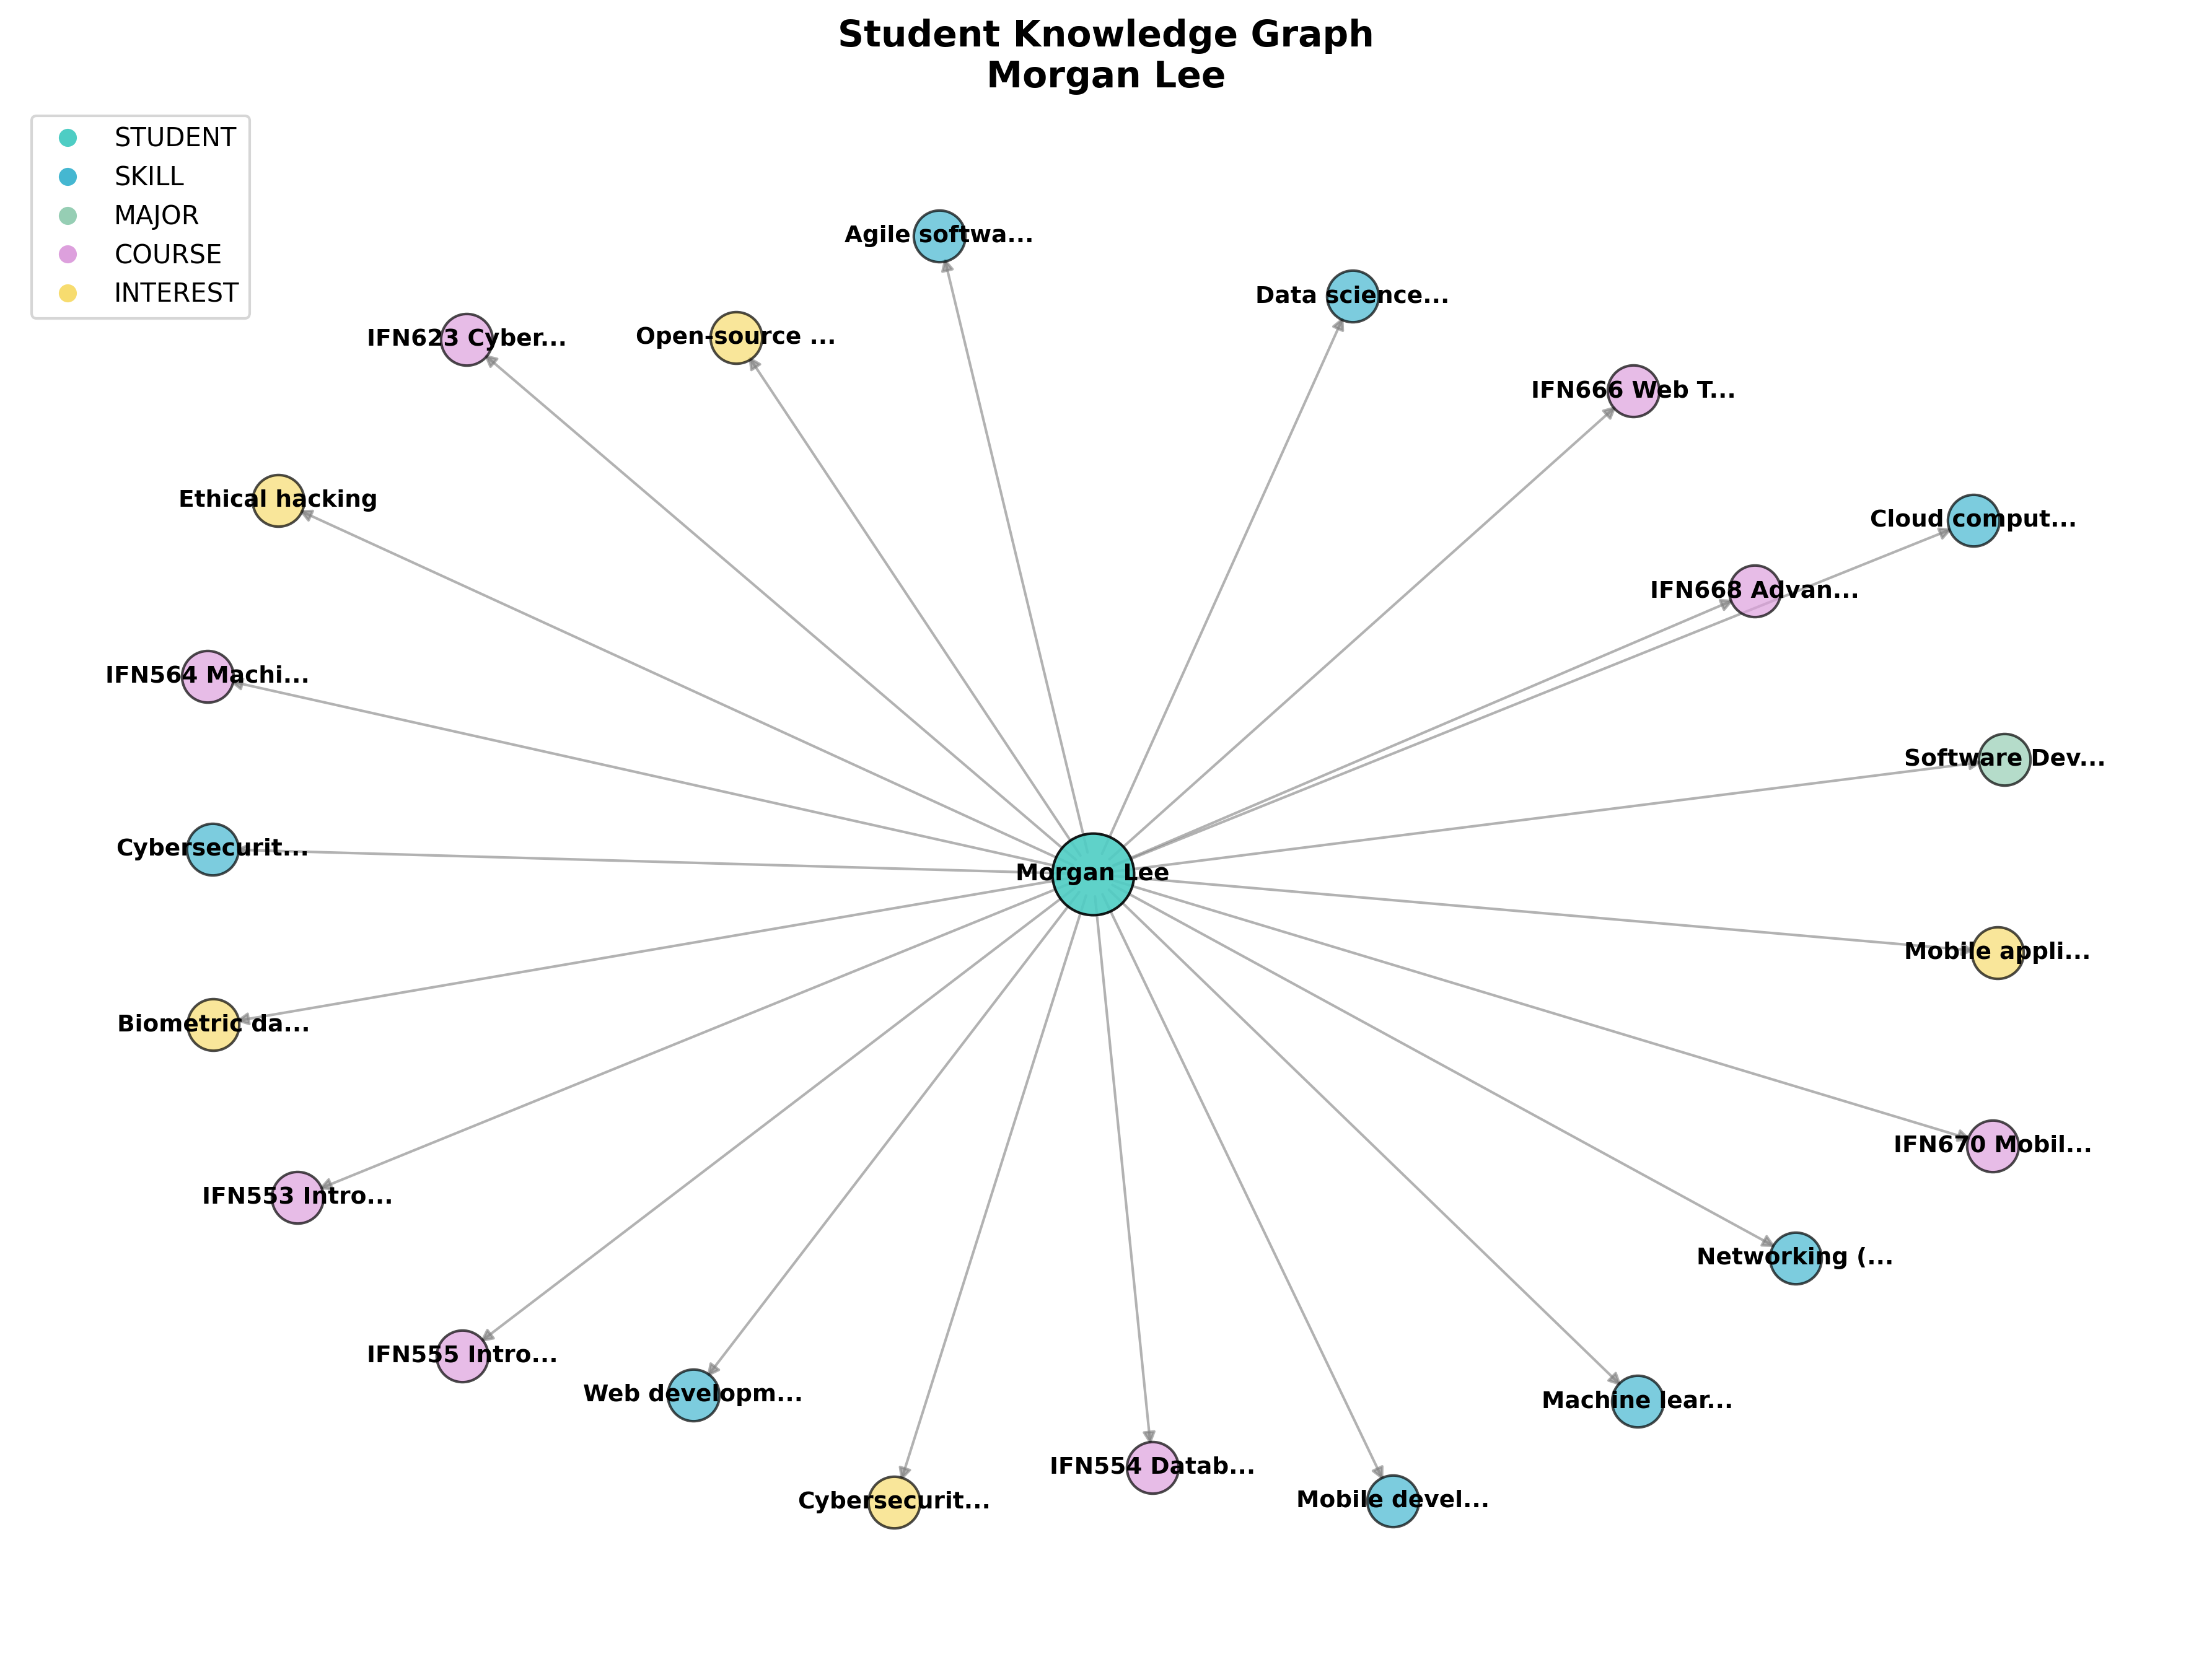 Student Knowledge Graph
Morgan Lee
STUDENT
SKILL
MAJOR
COURSE
INTEREST
Agile softwa...
Data science...
IFN623 Cyber...
Open-source ...
IFN666 Web T...
Ethical hacking
Cloud comput...
IFN668 Advan...
IFN564 Machi...
Software Dev...
Cybersecurit...
Morgan Lee
Mobile appli...
Biometric da...
IFN670 Mobil...
IFN553 Intro...
Networking (...
IFN555 Intro...
Web developm...
Machine lear...
IFN554 Datab...
Cybersecurit...
Mobile devel...